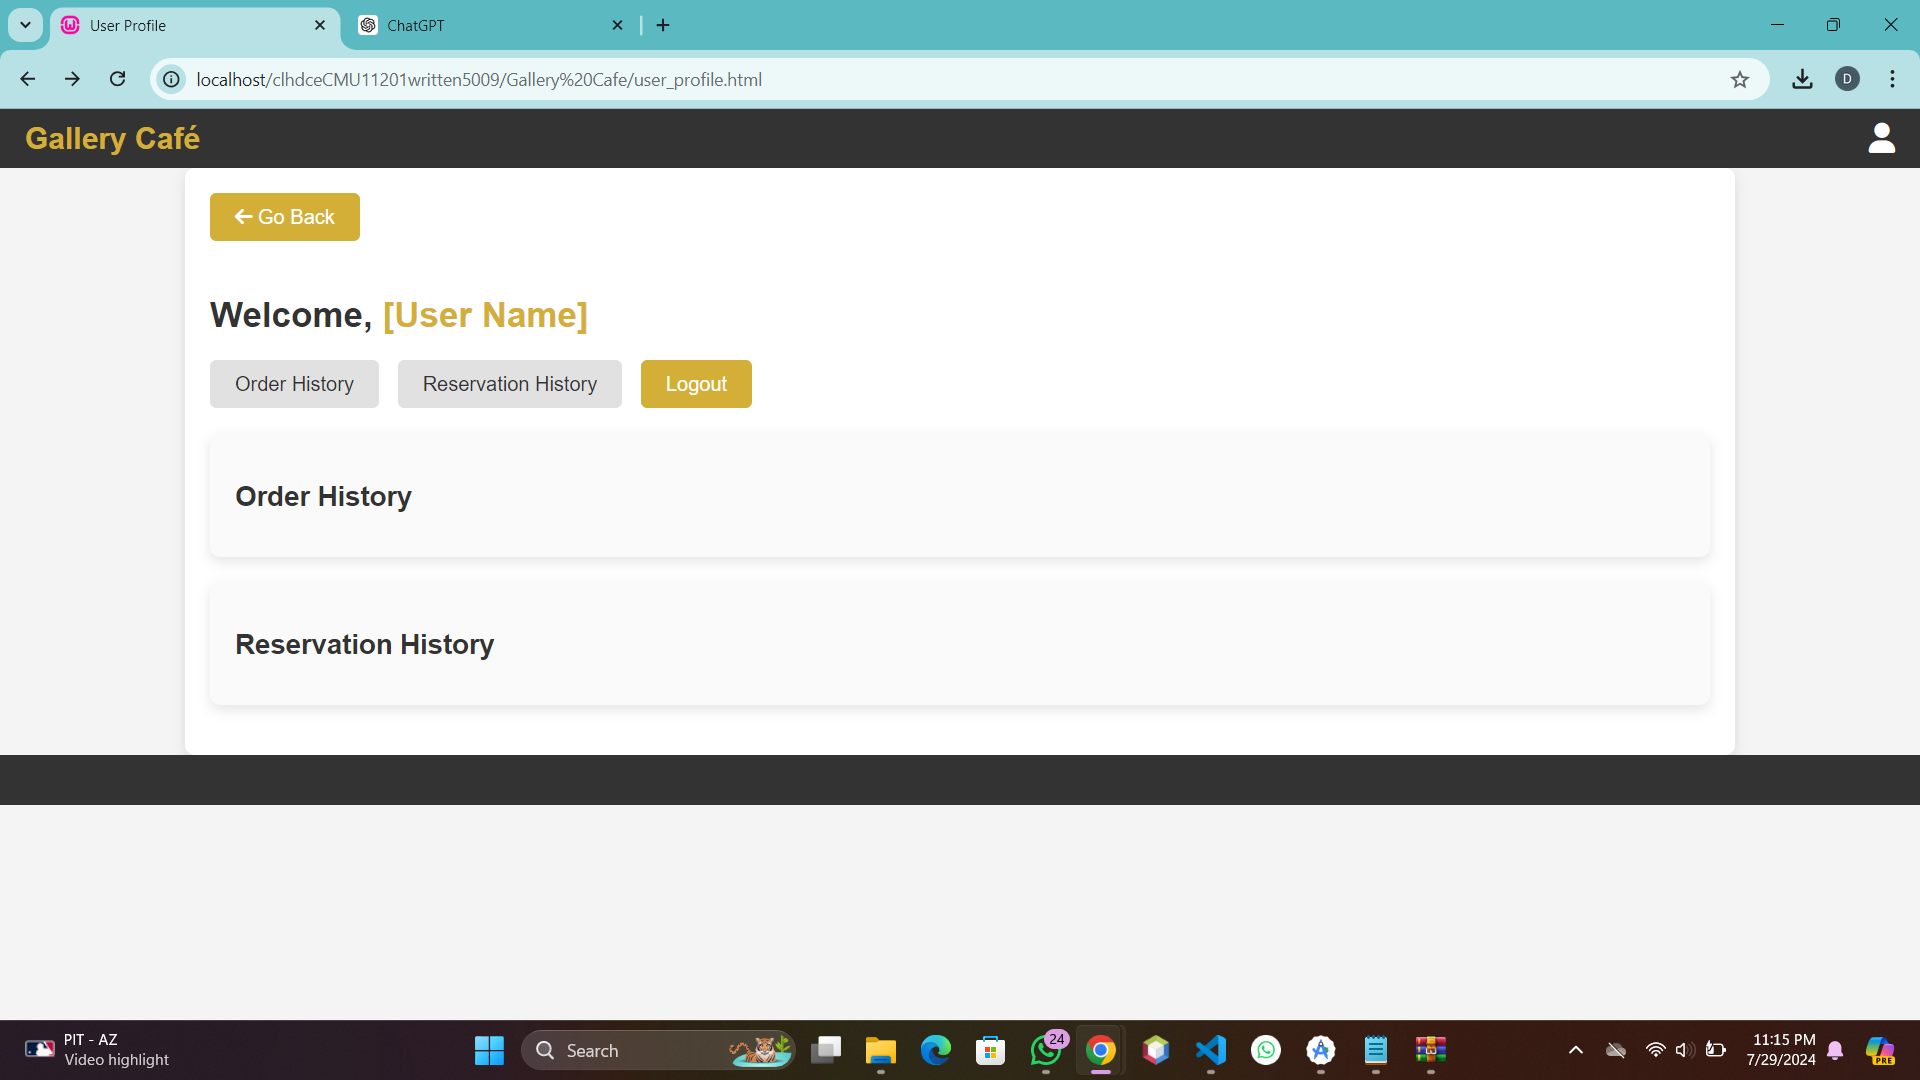 User Profile
ChatGPT
localhost/clhdceCMU11201written5009/Gallery%20Cafe/user_profile.html
D
Gallery Café
Go Back
Welcome, [User Name]
Order History
Reservation History
Logout
Order History
Reservation History
PIT - AZ
Video highlight
Search
24
11:15 PM
7/29/2024
PRE